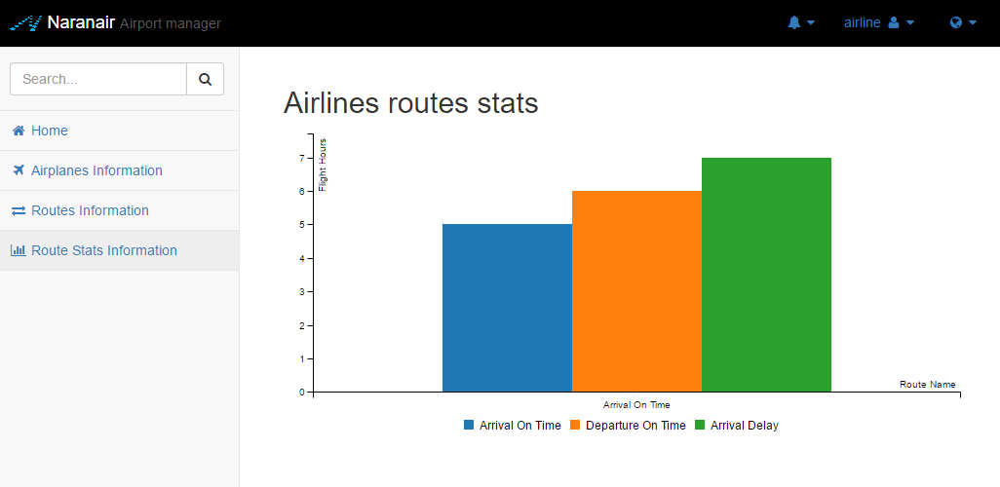 Naranair Airport manager
airline
Search...
Home
Airplanes Information
Routes Information
Route Stats Information
Airlines routes stats
Flight Hours
7
6
5
4
3
2
1
0
Route Name
Arrival On Time
Arrival On Time Departure On Time Arrival Delay